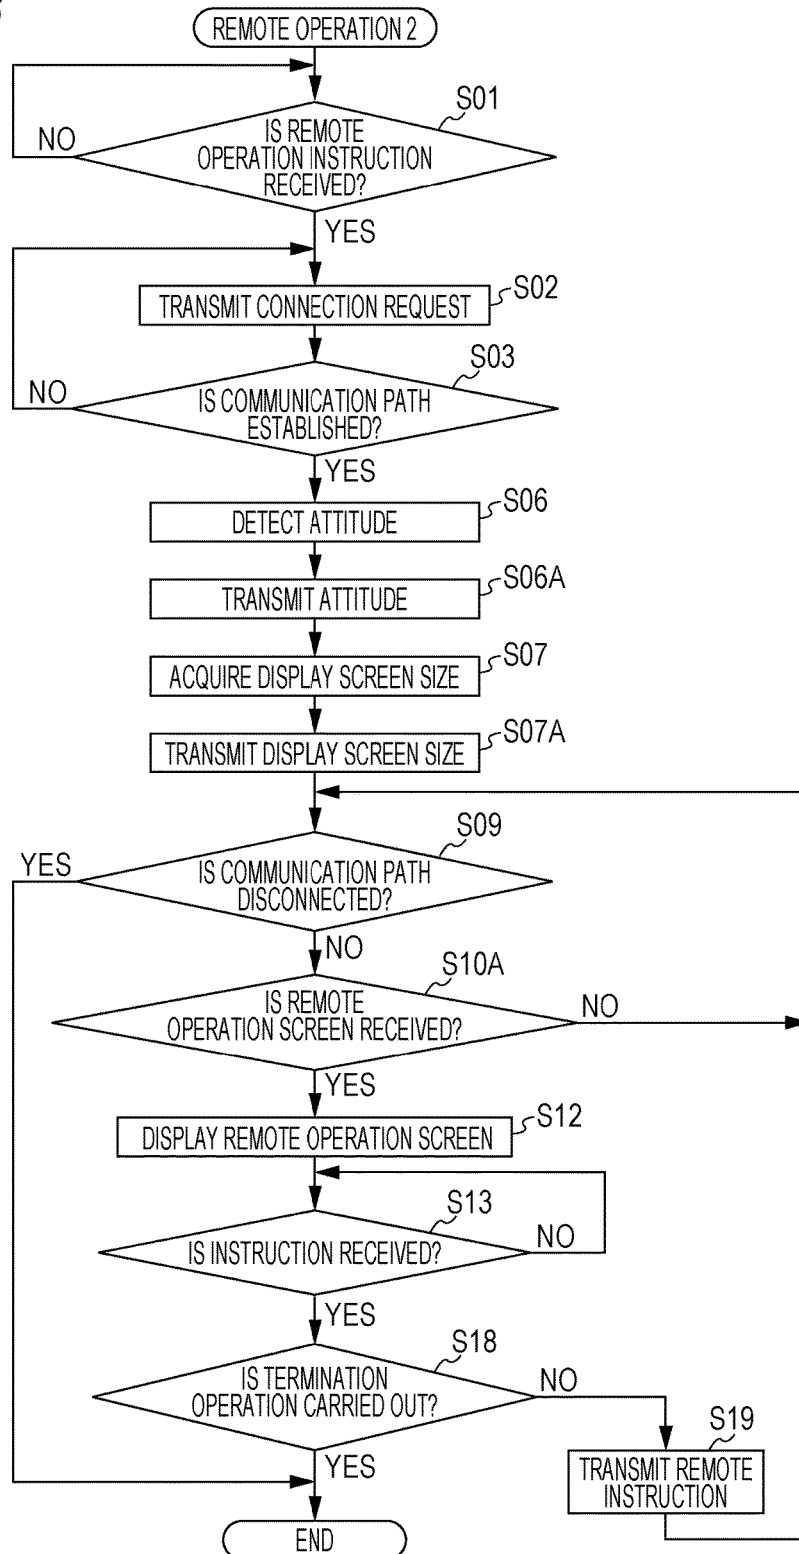 REMOTE OPERATION 2
S01
IS REMOTE
OPERATION INSTRUCTION
RECEIVED?
NO
YES
S02
TRANSMIT CONNECTION REQUEST
S03
IS COMMUNICATION PATH
ESTABLISHED?
NO
YES
S06
DETECT ATTITUDE
S06A
TRANSMIT ATTITUDE
S07
ACQUIRE DISPLAY SCREEN SIZE
S07A
TRANSMIT DISPLAY SCREEN SIZE
S09
YES
IS COMMUNICATION PATH
DISCONNECTED?
NO
S10A
IS REMOTE
OPERATION SCREEN RECEIVED?
NO
YES
S12
DISPLAY REMOTE OPERATION SCREEN
S13
IS INSTRUCTION RECEIVED?
NO
YES
S18
IS TERMINATION
OPERATION CARRIED OUT?
NO
S19
YES
TRANSMIT REMOTE
INSTRUCTION
END